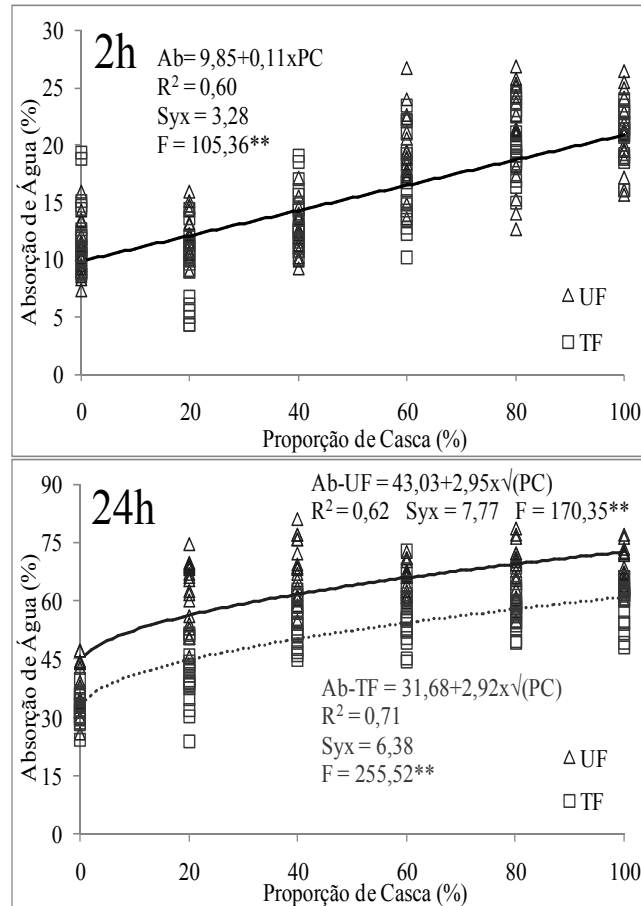 2h
Ab= 9,85+0,11xPC
R² = 0,60
Syx = 3,28
F = 105,36**
Absorção de Água (%)
30
25
20
15
10
5
0
△ UF
□ TF
0 20 40 60 80 100
Proporção de Casca (%)
24h
Ab-UF = 43,03+2,95x√(PC)
R² = 0,62 Syx = 7,77 F = 170,35**
Absorção de Água (%)
90
75
60
45
30
15
0
Ab-TF = 31,68+2,92x√(PC)
R² = 0,71
Syx = 6,38
F = 255,52**
△ UF
□ TF
0 20 40 60 80 100
Proporção de Casca (%)